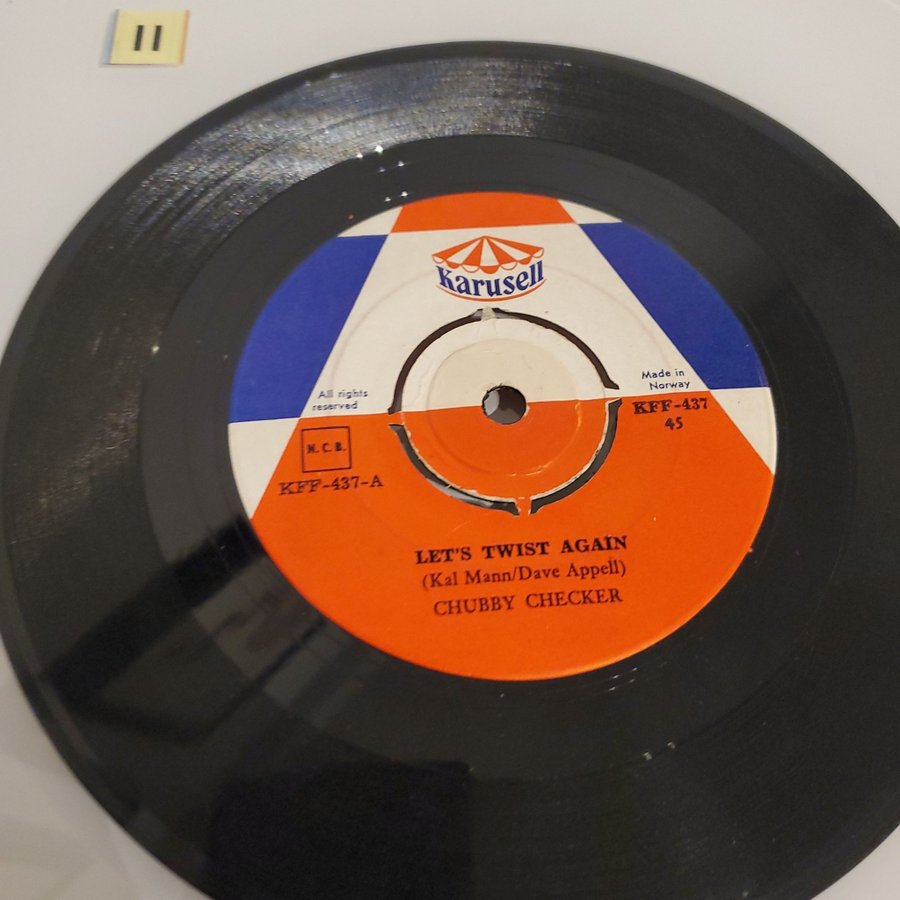 11
Karusell
All rights
reserved
Made in
Norway
KFF-437
45
N.C.B.
KFF-437-A
LET'S TWIST AGAIN
(Kal Mann/Dave Appell)
CHUBBY CHECKER